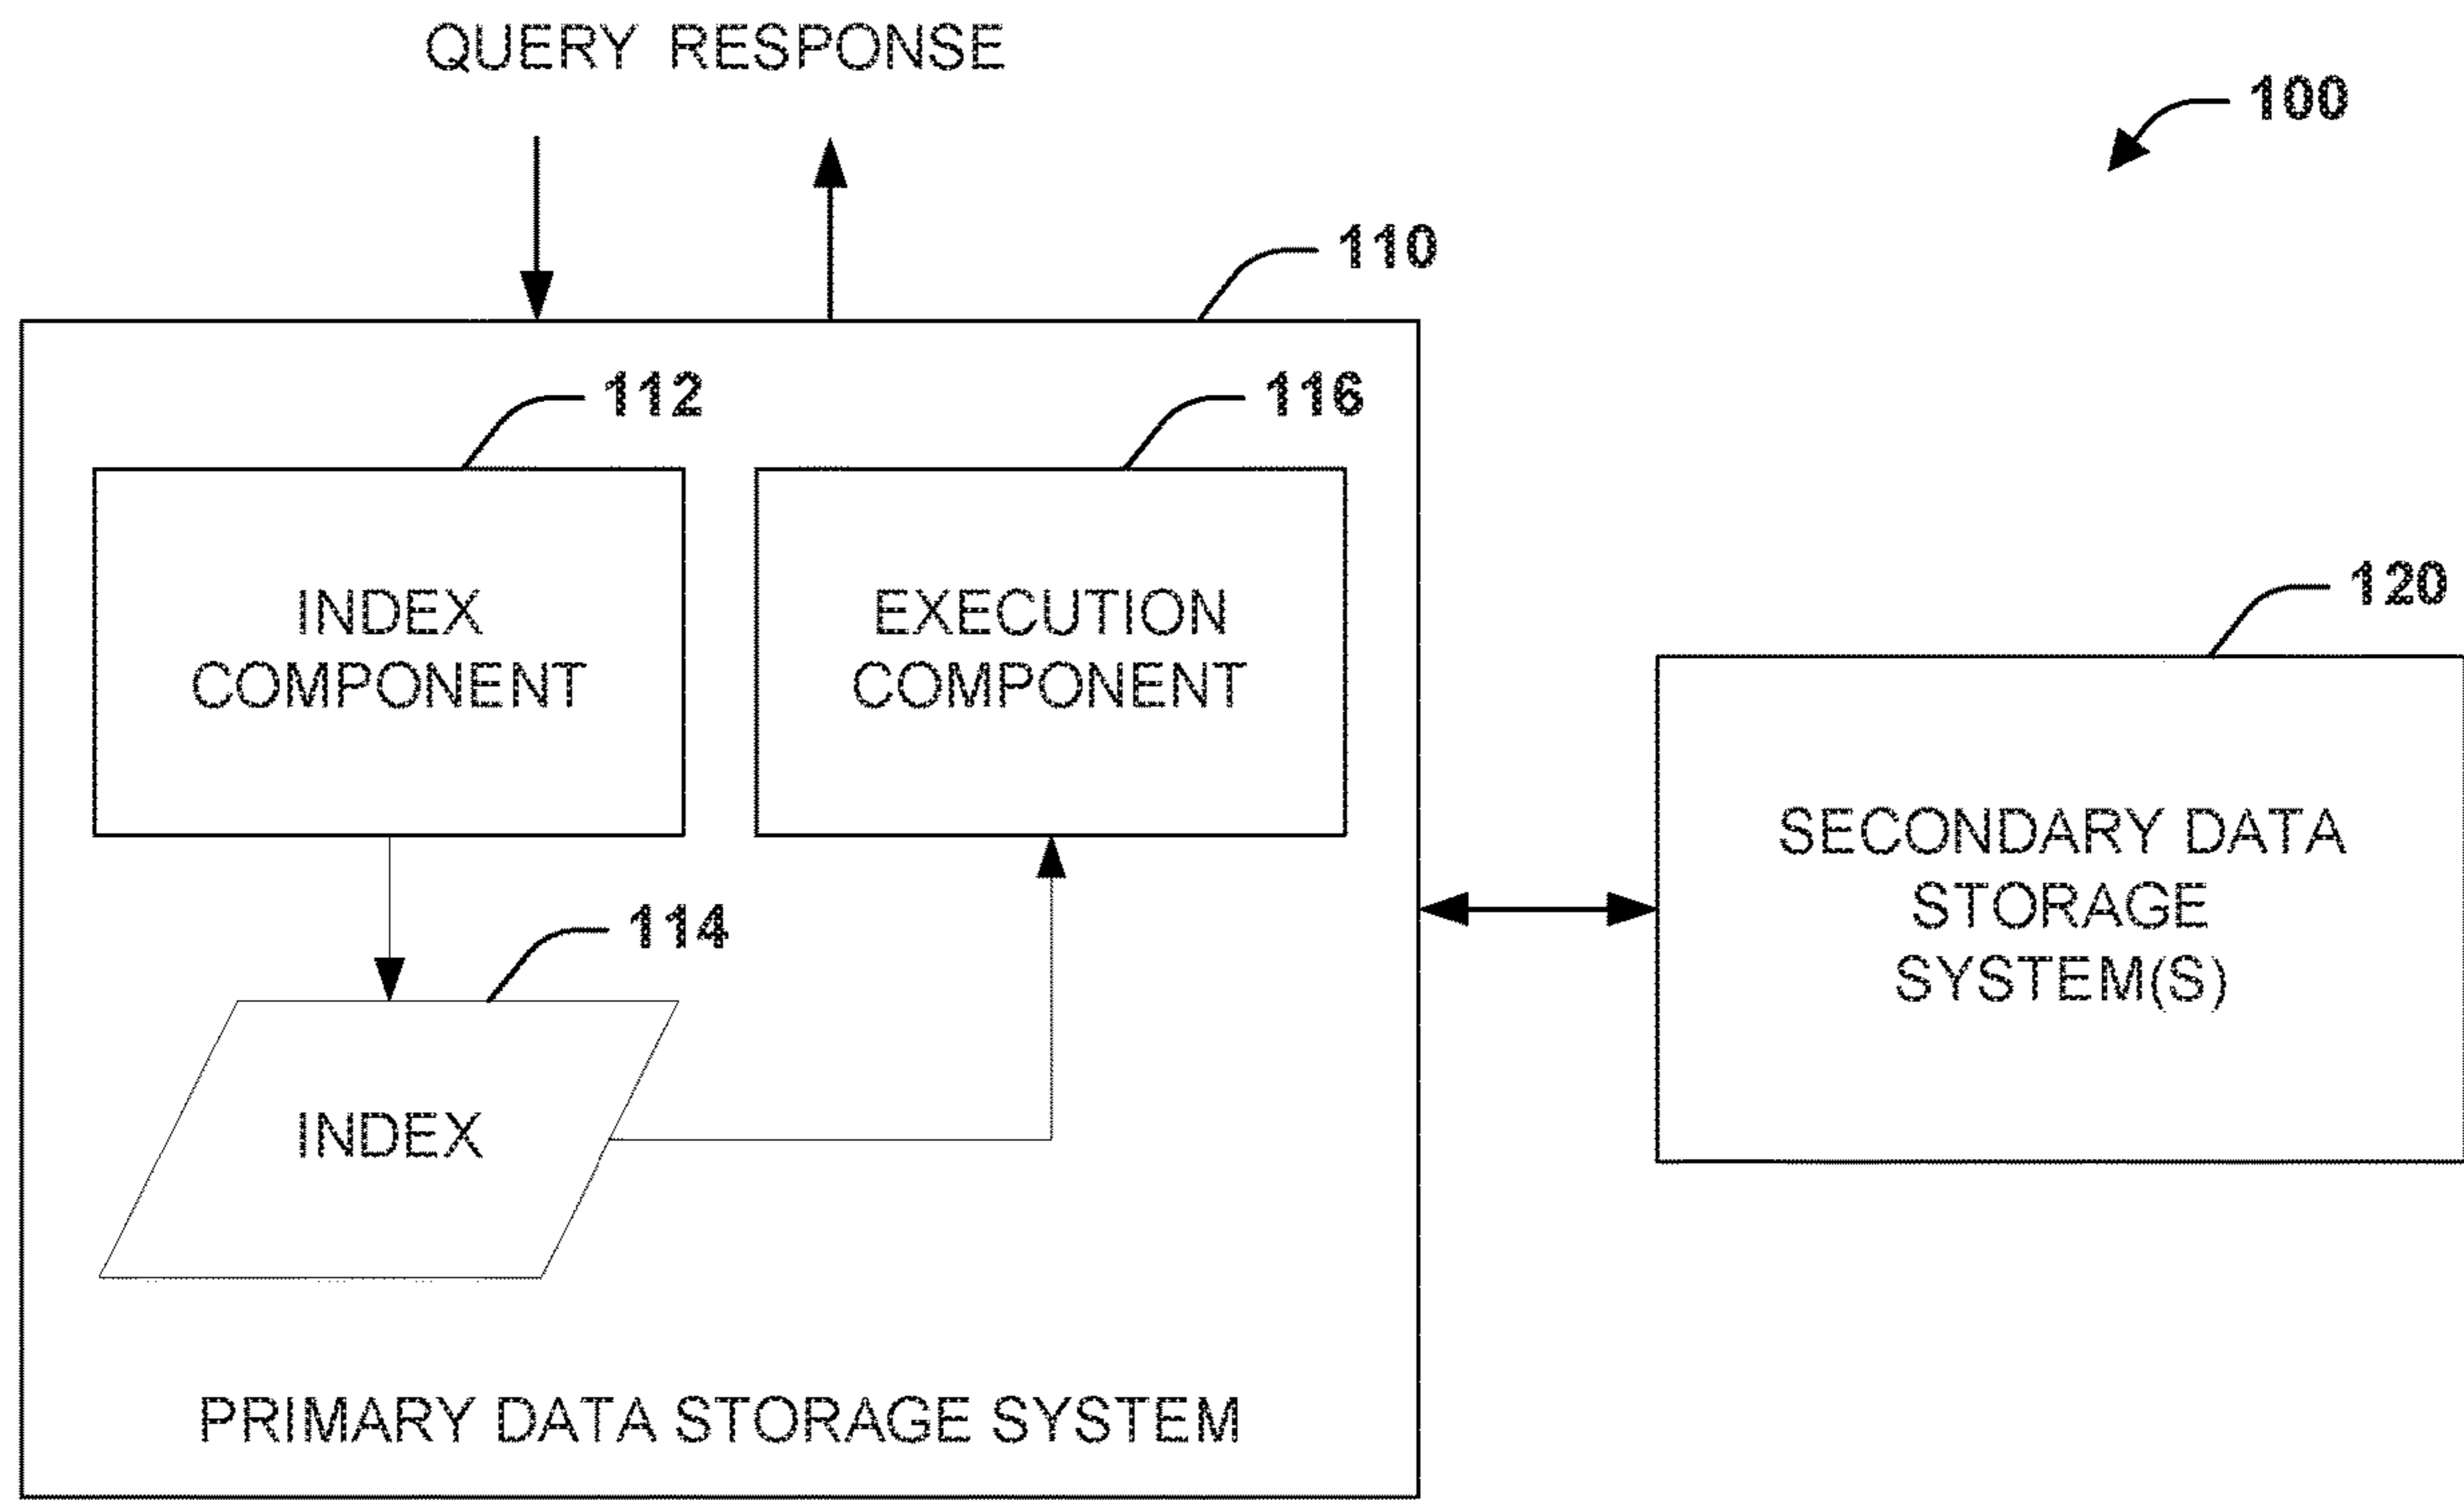 QUERY RESPONSE
100
110
112
116
INDEX
COMPONENT
EXECUTION
COMPONENT
120
SECONDARY DATA
STORAGE
SYSTEM(S)
114
INDEX
PRIMARY DATA STORAGE SYSTEM